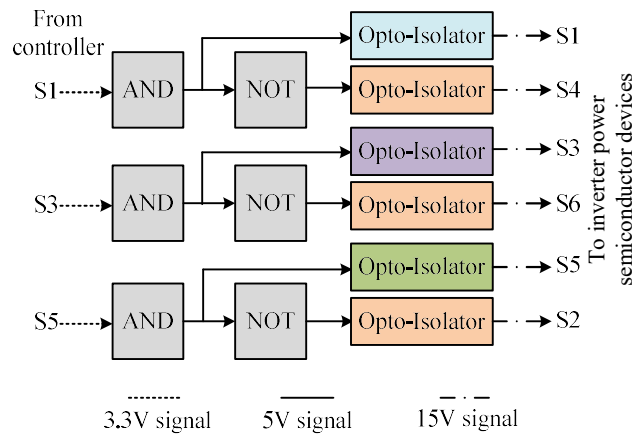 From
controller
S1
AND
NOT
Opto-Isolator
S1
Opto-Isolator
S4
S3
AND
NOT
Opto-Isolator
S3
Opto-Isolator
S6
S5
AND
NOT
Opto-Isolator
S5
Opto-Isolator
S2
To inverter power
semiconductor devices
3.3V signal
5V signal
15V signal